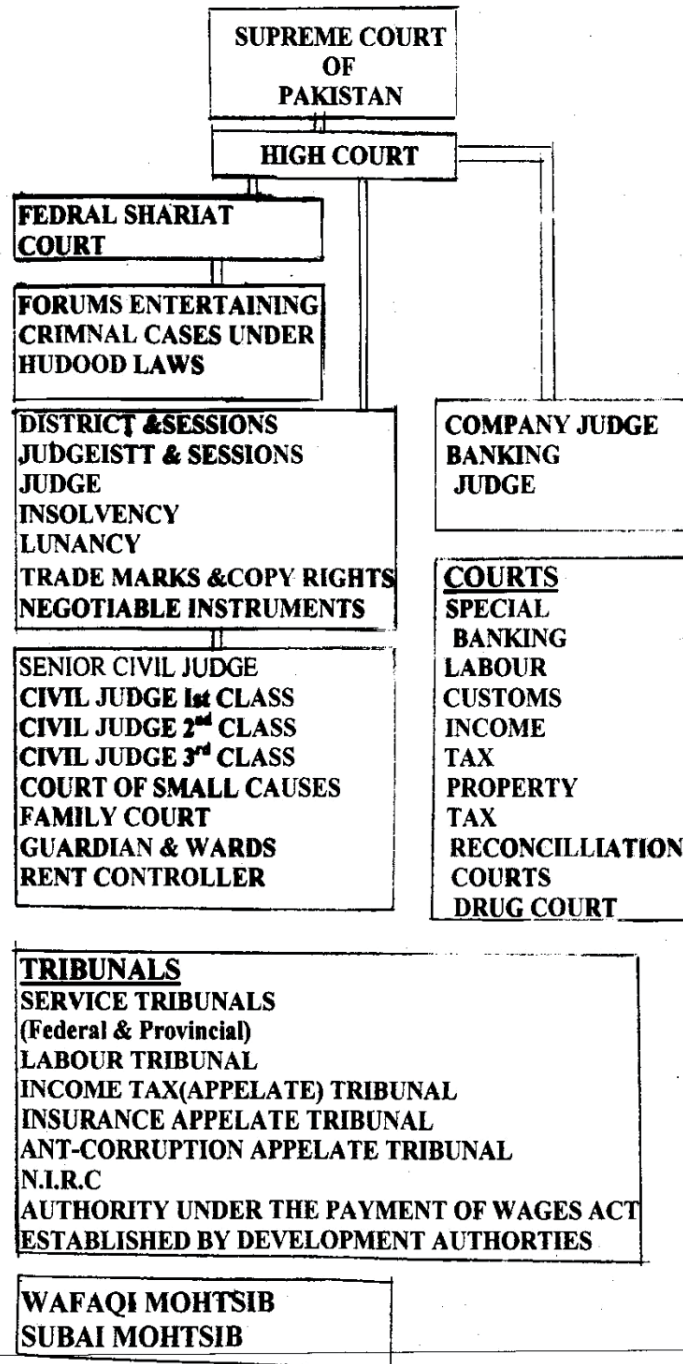 SUPREME COURT
OF
PAKISTAN
HIGH COURT
FEDRAL SHARIAT
COURT
FORUMS ENTERTAINING
CRIMNAL CASES UNDER
HUDOOD LAWS
DISTRICT &SESSIONS
JUDGEISTT & SESSIONS
JUDGE
INSOLVENCY
LUNANCY
TRADE MARKS &COPY RIGHTS
NEGOTIABLE INSTRUMENTS
COMPANY JUDGE
BANKING
JUDGE
SENIOR CIVIL JUDGE
CIVIL JUDGE 1st CLASS
CIVIL JUDGE 2nd CLASS
CIVIL JUDGE 3rd CLASS
COURT OF SMALL CAUSES
FAMILY COURT
GUARDIAN & WARDS
RENT CONTROLLER
COURTS
SPECIAL
BANKING
LABOUR
CUSTOMS
INCOME
TAX
PROPERTY
TAX
RECONCILLIATION
COURTS
DRUG COURT
TRIBUNALS
SERVICE TRIBUNALS
(Federal & Provincial)
LABOUR TRIBUNAL
INCOME TAX(APPELATE) TRIBUNAL
INSURANCE APPELATE TRIBUNAL
ANT-CORRUPTION APPELATE TRIBUNAL
N.I.R.C
AUTHORITY UNDER THE PAYMENT OF WAGES ACT
ESTABLISHED BY DEVELOPMENT AUTHORTIES
WAFAQI MOHTSIB
SUBAI MOHTSIB